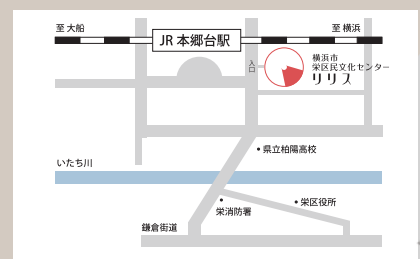 至大船
JR 本郷台駅
至横浜
入口
横浜市
栄区民文化センター
リリス
県立柏陽高校
いたち川
栄区役所
栄消防署
鎌倉街道